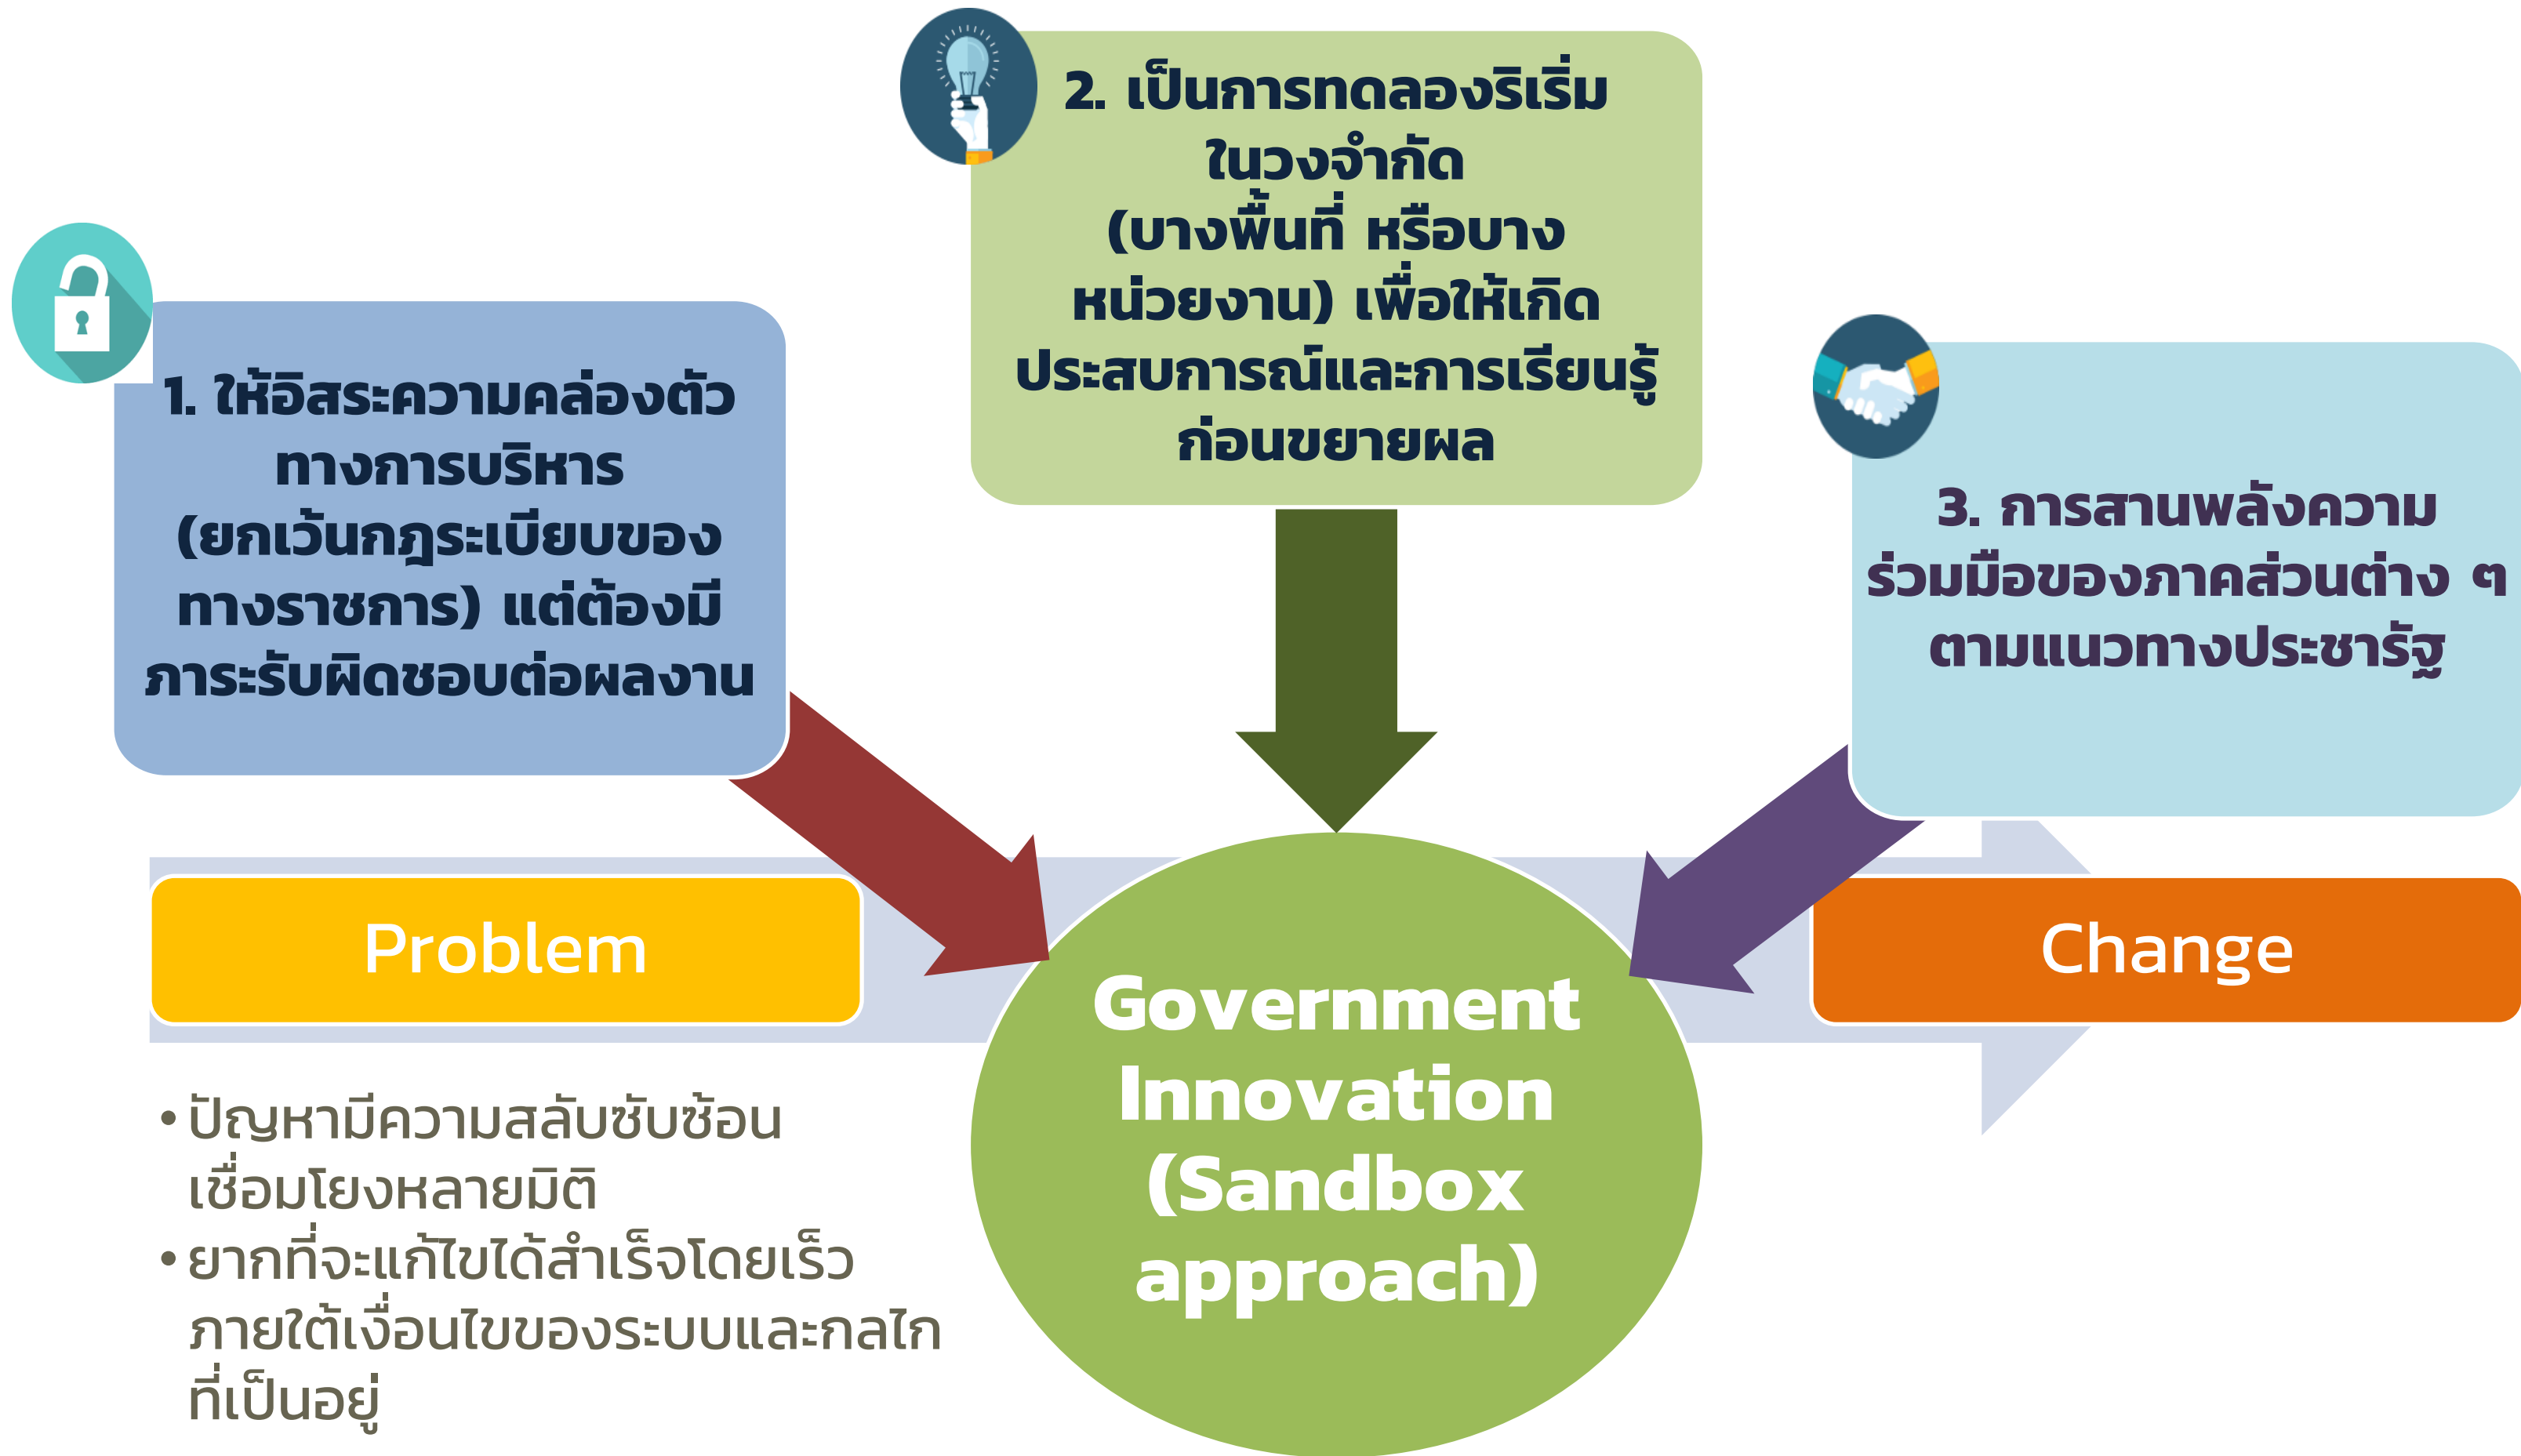 1. ให้อิสระความคล่องตัว
ทางการบริหาร
(ยกเว้นกฎระเบียบของ
ทางราชการ) แต่ต้องมี
ภาระรับผิดชอบต่อผลงาน
2. เป็นการทดลองริเริ่ม
ในวงจำกัด
(บางพื้นที่ หรือบาง
หน่วยงาน) เพื่อให้เกิด
ประสบการณ์และการเรียนรู้
ก่อนขยายผล
3. การสานพลังความ
ร่วมมือของภาคส่วนต่าง ๆ
ตามแนวทางประชารัฐ
Problem
Government
Innovation
(Sandbox
approach)
Change
• ปัญหามีความสลับซับซ้อน
เชื่อมโยงหลายมิติ
• ยากที่จะแก้ไขได้สำเร็จโดยเร็ว
ภายใต้เงื่อนไขของระบบและกลไก
ที่เป็นอยู่